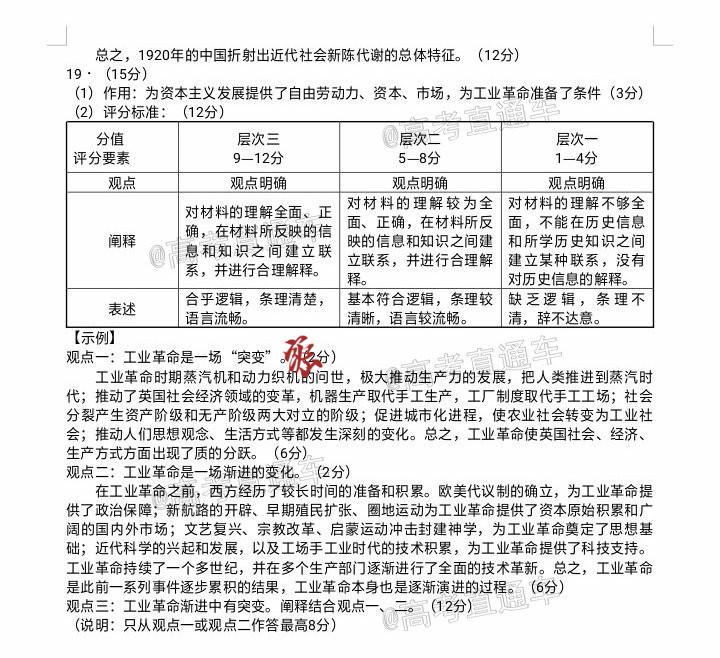 总之，1920年的中国折射出近代社会新陈代谢的总体特征。（12分）
19·（15分）
（1）作用：为资本主义发展提供了自由劳动力、资本、市场，为工业革命准备了条件（3分）
（2）评分标准：（12分）
分值 层次三 层次二 层次一
评分要素 9—12分 5—8分 1—4分
观点 观点明确 观点明确 观点明确
阐释
对材料的理解全面、正
确，在材料所反映的信
息和知识之间建立联
系，并进行合理解释。
对材料的理解较为全
面、正确，在材料所反
映的信息和知识之间建
立联系，并进行合理解
释。
对材料的理解不够全
面，不能在历史信息
和所学历史知识之间
建立某种联系，没有
对历史信息的解释。
表述
合乎逻辑，条理清楚，
语言流畅。
基本符合逻辑，条理较
清晰，语言较流畅。
缺乏逻辑，条理不
清，辞不达意。
【示例】
观点一：工业革命是一场“突变”。（2分）
工业革命时期蒸汽机和动力织机的问世，极大推动生产力的发展，把人类推进到蒸汽时
代；推动了英国社会经济领域的变革，机器生产取代手工生产，工厂制度取代手工工场；社会
分裂产生资产阶级和无产阶级两大对立的阶级；促进城市化进程，使农业社会转变为工业社
会；推动人们思想观念、生活方式等都发生深刻的变化。总之，工业革命使英国社会、经济、
生产方式方面出现了质的分跃。（6分）
观点二：工业革命是一场渐进的变化。（2分）
在工业革命之前，西方经历了较长时间的准备和积累。欧美代议制的确立，为工业革命提
供了政治保障；新航路的开辟、早期殖民扩张、圈地运动为工业革命提供了资本原始积累和广
阔的国内外市场；文艺复兴、宗教改革、启蒙运动冲击封建神学，为工业革命奠定了思想基
础；近代科学的兴起和发展，以及工场手工业时代的技术积累，为工业革命提供了科技支持。
工业革命持续了一个多世纪，并在多个生产部门逐渐进行了全面的技术革新。总之，工业革命
是此前一系列事件逐步累积的结果，工业革命本身也是逐渐演进的过程。（6分）
观点三：工业革命渐进中有突变。阐释结合观点一、二。（12分）
（说明：只从观点一或观点二作答最高8分）
@高考直通车
@高考直通车
@高考直通车
@高考直通车
@高考直通车